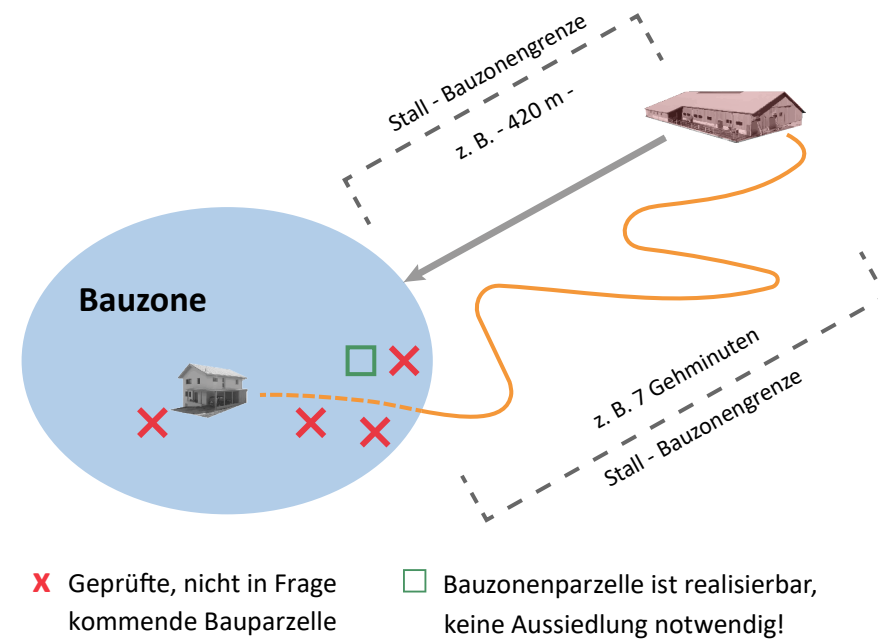 Stall - Bauzonengrenze
z. B. - 420 m -
Bauzone
z. B. 7 Gehminuten
Stall - Bauzonengrenze
X Geprüfte, nicht in Frage
kommende Bauparzelle
Bauzonenparzelle ist realisierbar,
keine Aussiedlung notwendig!